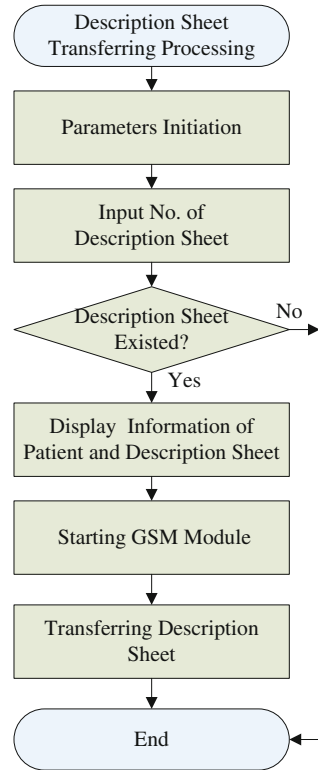 Description Sheet
Transferring Processing
Parameters Initiation
Input No. of
Description Sheet
Description Sheet
Existed?
No
Yes
Display Information of
Patient and Description Sheet
Starting GSM Module
Transferring Description
Sheet
End